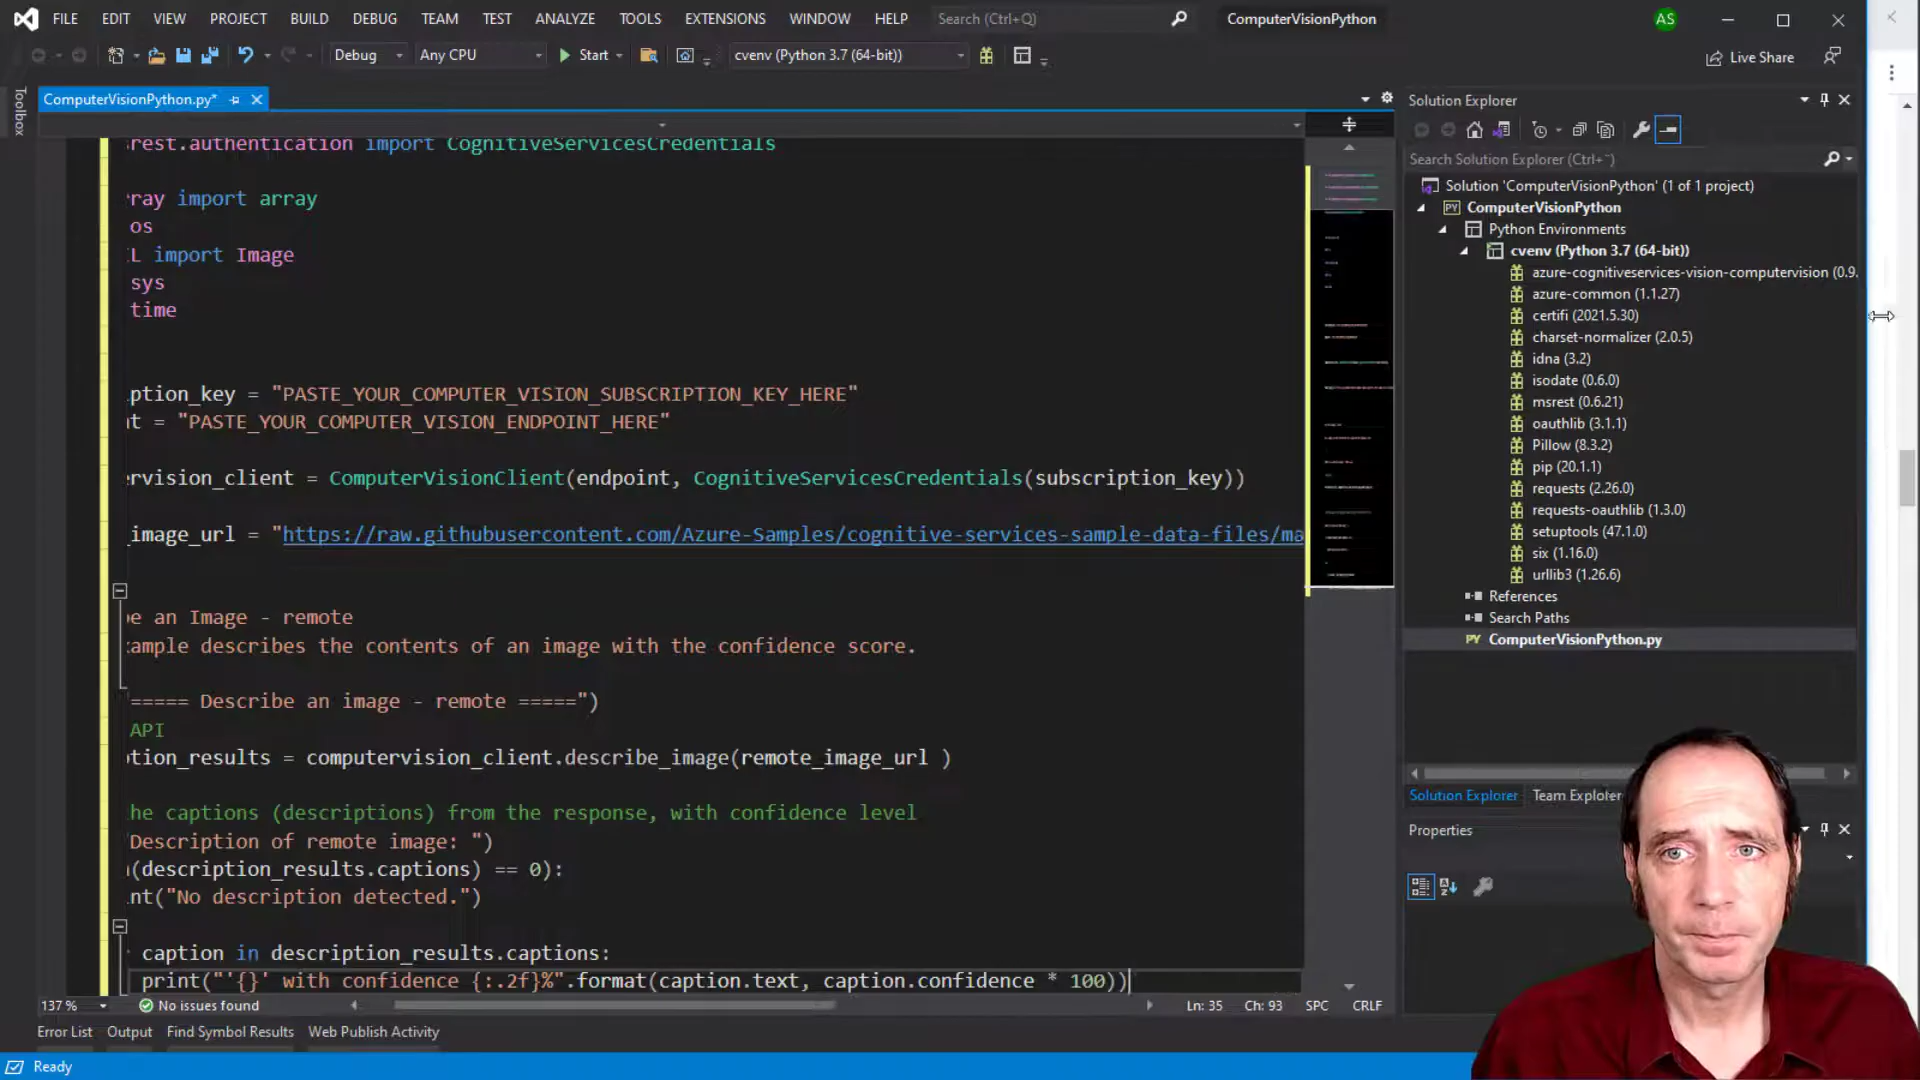 FILE EDIT VIEW PROJECT BUILD DEBUG TEAM TEST ANALYZE TOOLS EXTENSIONS WINDOW HELP Search (Ctrl+Q) ComputerVisionPython AS
Debug Any CPU Start cvenv (Python 3.7 (64-bit)) Live Share
Toolbox
ComputerVisionPython.py*
rest.authentication import CognitiveServicesCredentials
ray import array
os
L import Image
sys
time
ption_key = "PASTE_YOUR_COMPUTER_VISION_SUBSCRIPTION_KEY_HERE"
nt = "PASTE_YOUR_COMPUTER_VISION_ENDPOINT_HERE"
ervision_client = ComputerVisionClient(endpoint, CognitiveServicesCredentials(subscription_key))
_image_url = "https://raw.githubusercontent.com/Azure-Samples/cognitive-services-sample-data-files/ma
be an Image - remote
ample describes the contents of an image with the confidence score.
"===== Describe an image - remote =====")
API
tion_results = computervision_client.describe_image(remote_image_url )
he captions (descriptions) from the response, with confidence level
"Description of remote image: ")
n(description_results.captions) == 0):
int("No description detected.")
caption in description_results.captions:
print("'{}' with confidence {:.2f}%".format(caption.text, caption.confidence * 100))
137 % No issues found Ln: 35 Ch: 93 SPC CRLF
Error List Output Find Symbol Results Web Publish Activity
Ready
Solution Explorer
Search Solution Explorer (Ctrl+¨)
Solution 'ComputerVisionPython' (1 of 1 project)
PY ComputerVisionPython
Python Environments
cvenv (Python 3.7 (64-bit))
azure-cognitiveservices-vision-computervision (0.9.
azure-common (1.1.27)
certifi (2021.5.30)
charset-normalizer (2.0.5)
idna (3.2)
isodate (0.6.0)
msrest (0.6.21)
oauthlib (3.1.1)
Pillow (8.3.2)
pip (20.1.1)
requests (2.26.0)
requests-oauthlib (1.3.0)
setuptools (47.1.0)
six (1.16.0)
urllib3 (1.26.6)
References
Search Paths
PY ComputerVisionPython.py
Solution Explorer Team Explorer
Properties